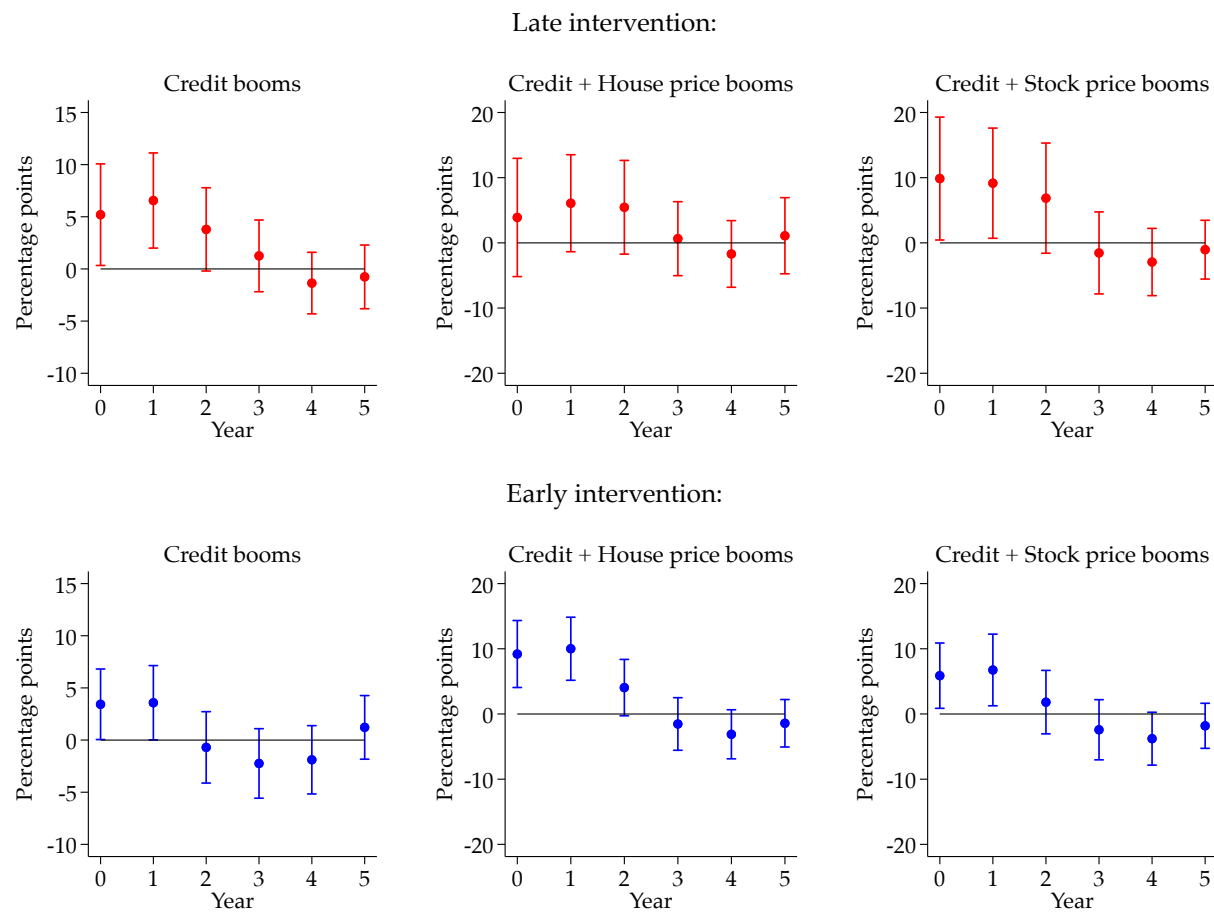 Late intervention:
Credit booms
Percentage points
15
10
5
0
-5
-10
0 1 2 3 4 5
Year
Credit + House price booms
Percentage points
20
10
0
-10
-20
0 1 2 3 4 5
Year
Credit + Stock price booms
Percentage points
20
10
0
-10
-20
0 1 2 3 4 5
Year
Early intervention:
Credit booms
Percentage points
15
10
5
0
-5
-10
0 1 2 3 4 5
Year
Credit + House price booms
Percentage points
20
10
0
-10
-20
0 1 2 3 4 5
Year
Credit + Stock price booms
Percentage points
20
10
0
-10
-20
0 1 2 3 4 5
Year